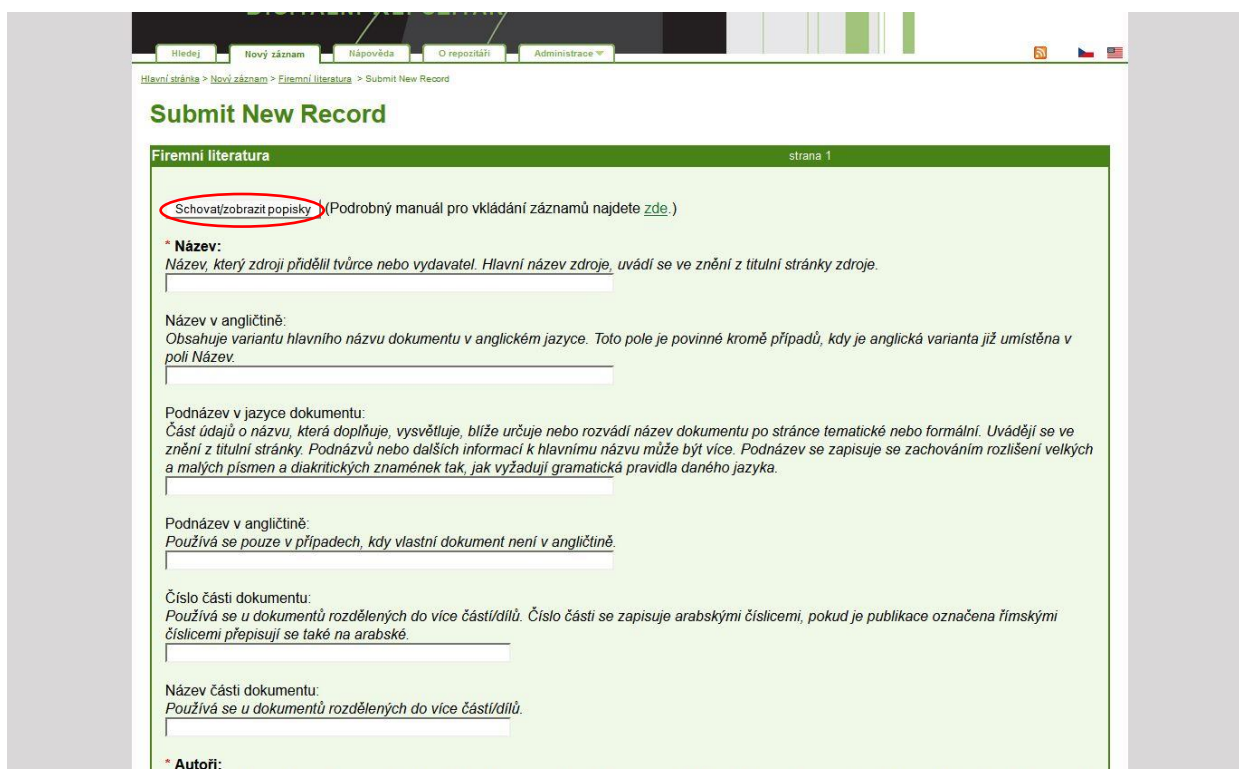 DIGITÁLNÍ REPOZITÁŘ
Hledej Nový záznam Nápověda O repozitáři Administrace
Hlavní stránka > Nový záznam > Firemní literatura > Submit New Record
Submit New Record
Firemní literatura strana 1
Schovat/zobrazit popisky (Podrobný manuál pro vkládání záznamů najdete zde.)
* Název:
Název, který zdroji přidělil tvůrce nebo vydavatel. Hlavní název zdroje, uvádí se ve znění z titulní stránky zdroje.
Název v angličtině:
Obsahuje variantu hlavního názvu dokumentu v anglickém jazyce. Toto pole je povinné kromě případů, kdy je anglická varianta již umístěna v
poli Název.
Podnázev v jazyce dokumentu:
Část údajů o názvu, která doplňuje, vysvětluje, blíže určuje nebo rozvádí název dokumentu po stránce tematické nebo formální. Uvádějí se ve
znění z titulní stránky. Podnázvů nebo dalších informací k hlavnímu názvu může být více. Podnázev se zapisuje se zachováním rozlišení velkých
a malých písmen a diakritických znamének tak, jak vyžadují gramatická pravidla daného jazyka.
Podnázev v angličtině:
Používá se pouze v případech, kdy vlastní dokument není v angličtině.
Číslo části dokumentu:
Používá se u dokumentů rozdělených do více částí/dílů. Číslo části se zapisuje arabskými číslicemi, pokud je publikace označena římskými
číslicemi přepisují se také na arabské.
Název části dokumentu:
Používá se u dokumentů rozdělených do více částí/dílů.
* Autoři: